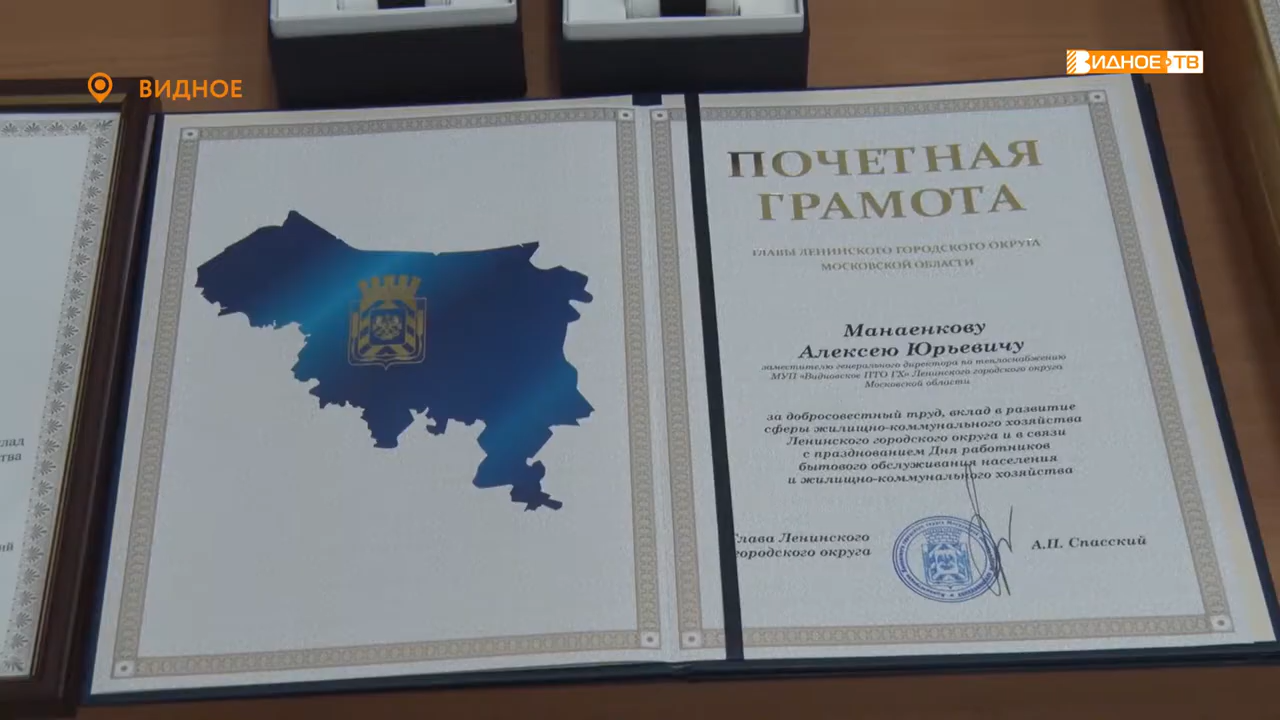 ВИДНОЕ
ВИДНОЕ ТВ
ПОЧЕТНАЯ
ГРАМОТА
ГЛАВЫ ЛЕНИНСКОГО ГОРОДСКОГО ОКРУГА
МОСКОВСКОЙ ОБЛАСТИ
Манаенкову
Алексею Юрьевичу
заместителю генерального директора по теплоснабжению
МУП «Видновское ПТО ГХ» Ленинского городского округа
Московской области
за добросовестный труд, вклад в развитие
сферы жилищно-коммунального хозяйства
Ленинского городского округа и в связи
с празднованием Дня работников
бытового обслуживания населения
и жилищно-коммунального хозяйства
Глава Ленинского
городского округа
А.П. Спасский